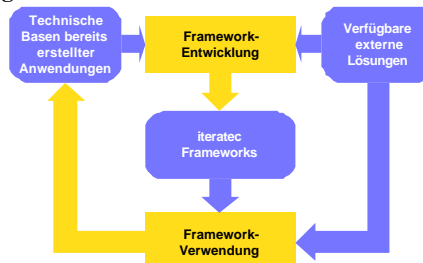 g
Technische
Basen bereits
erstellter
Anwendungen
Framework-
Entwicklung
Verfügbare
externe
Lösungen
iteratec
Frameworks
Framework-
Verwendung